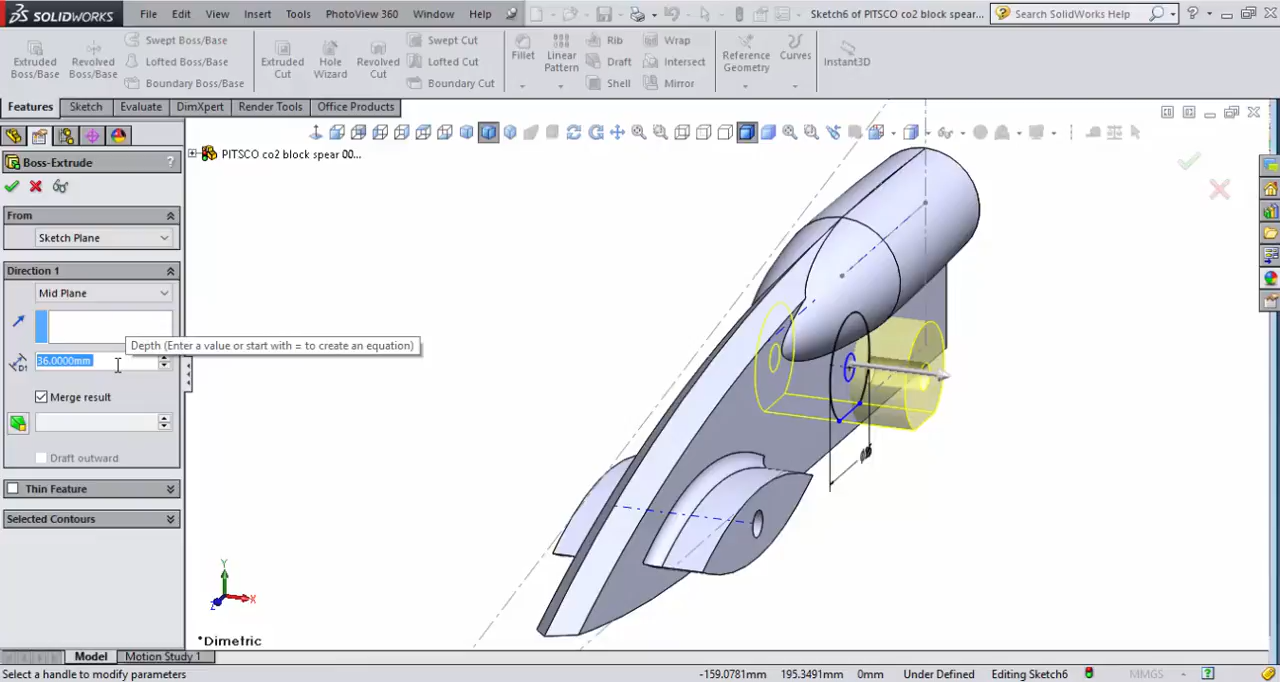 SOLIDWORKS File Edit View Insert Tools PhotoView 360 Window Help Sketch6 of PITSCO co2 block spear... Search SolidWorks Help
Extruded Boss/Base
Revolved Boss/Base
Swept Boss/Base
Lofted Boss/Base
Boundary Boss/Base
Extruded Cut
Hole Wizard
Revolved Cut
Swept Cut
Lofted Cut
Boundary Cut
Fillet
Linear Pattern
Rib
Draft
Shell
Wrap
Intersect
Mirror
Reference Geometry
Curves
Instant3D
Features Sketch Evaluate DimXpert Render Tools Office Products
PITSCO co2 block spear 00...
Boss-Extrude ?
From
Sketch Plane
Direction 1
Mid Plane
Depth (Enter a value or start with = to create an equation)
D1 36.0000mm
Merge result
Draft outward
Thin Feature
Selected Contours
Y
X
Z
*Dimetric
Model Motion Study 1
Select a handle to modify parameters -159.0781mm 195.3491mm 0mm Under Defined Editing Sketch6 MMGS ?